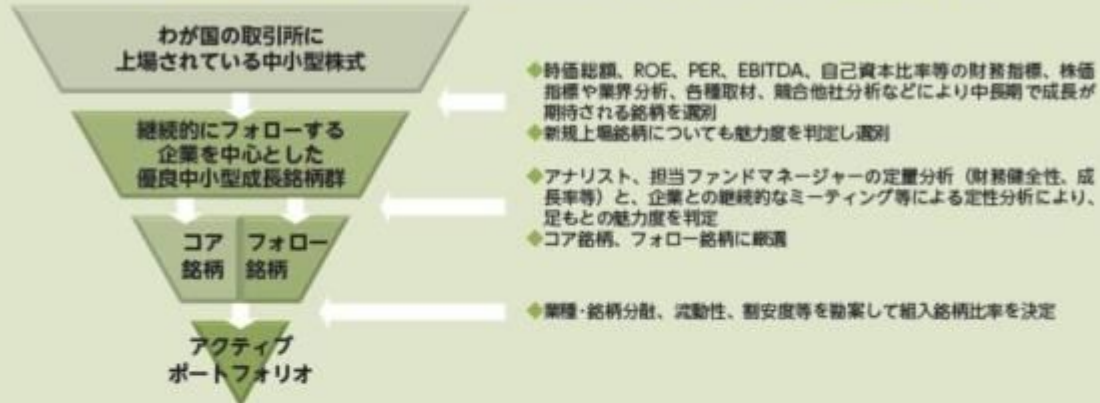 わが国の取引所に
上場されている中小型株式
◆時価総額、ROE、PER、EBITDA、自己資本比率等の財務指標、株価
指標や業界分析、各種取材、競合他社分析などにより中長期で成長が
期待される銘柄を選別
◆新規上場銘柄についても魅力度を判定し選別
継続的にフォローする
企業を中心とした
優良中小型成長銘柄群
◆アナリスト、担当ファンドマネージャーの定量分析（財務健全性、成
長率等）と、企業との継続的なミーティング等による定性分析により、
足もとの魅力度を判定
◆コア銘柄、フォロー銘柄に厳選
コア
銘柄
フォロー
銘柄
◆業種・銘柄分散、流動性、割安度等を勘案して組入銘柄比率を決定
アクティブ
ポートフォリオ